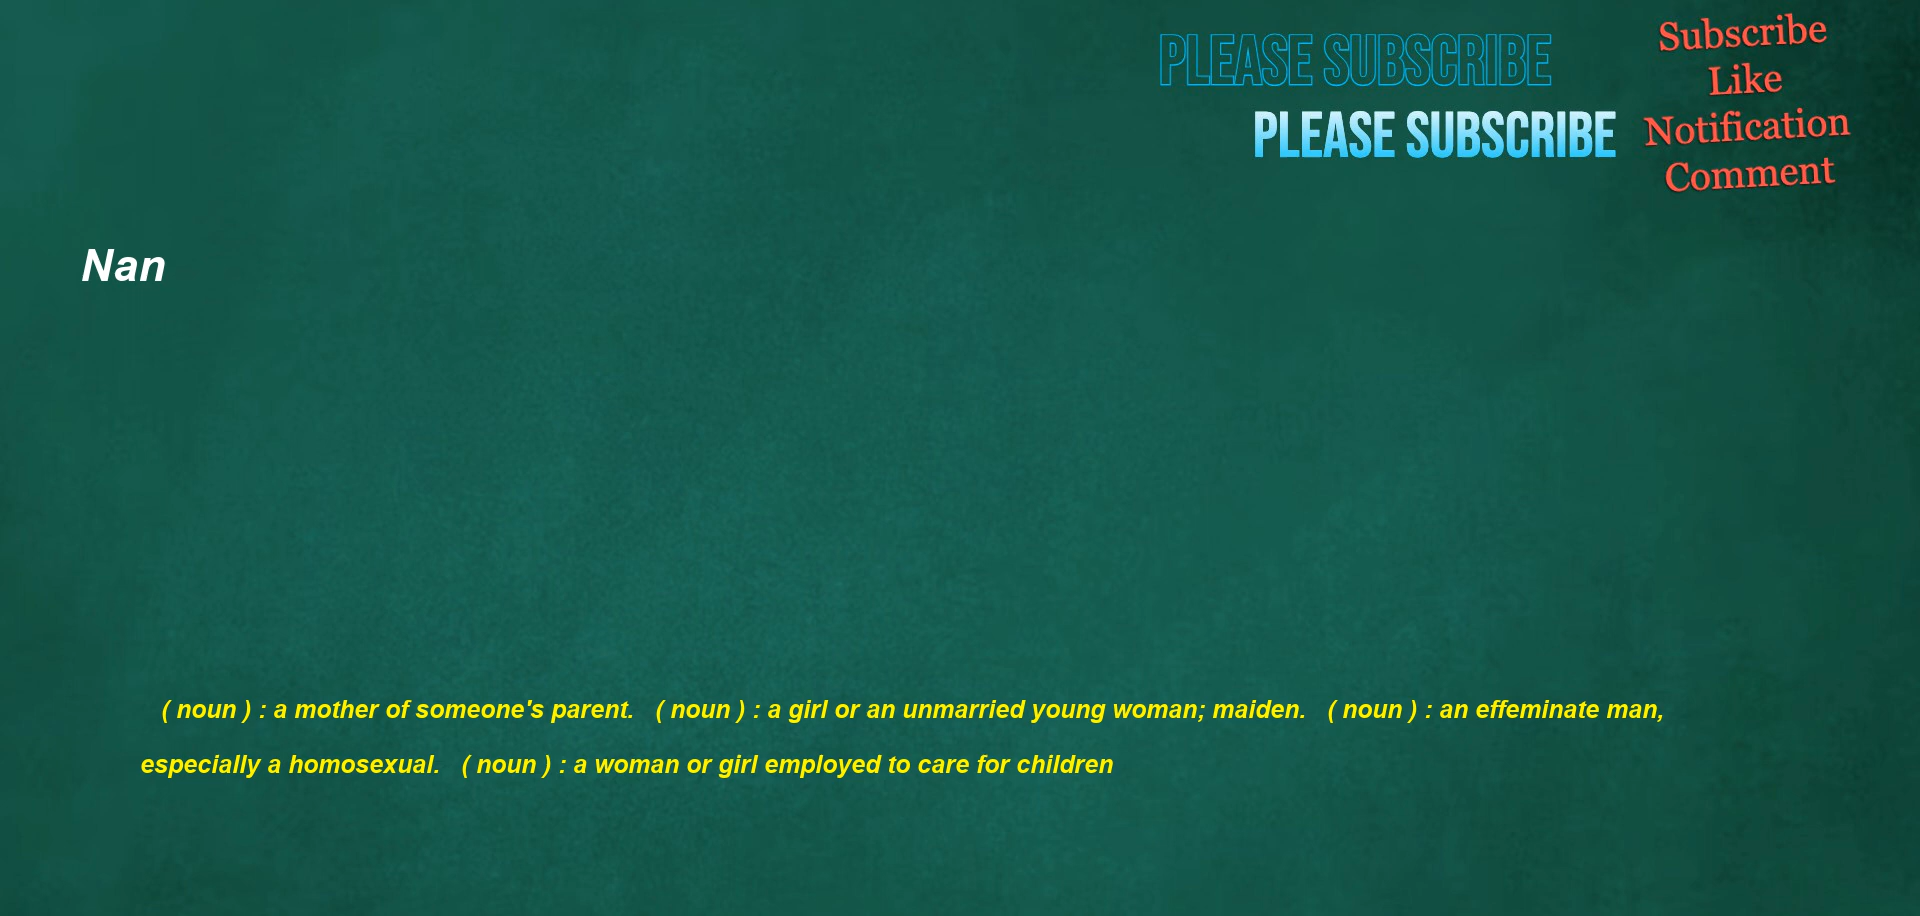 PLEASE SUBSCRIBE
PLEASE SUBSCRIBE
Subscribe
Like
Notification
Comment
Nan
( noun ) : a mother of someone's parent. ( noun ) : a girl or an unmarried young woman; maiden. ( noun ) : an effeminate man,
especially a homosexual. ( noun ) : a woman or girl employed to care for children